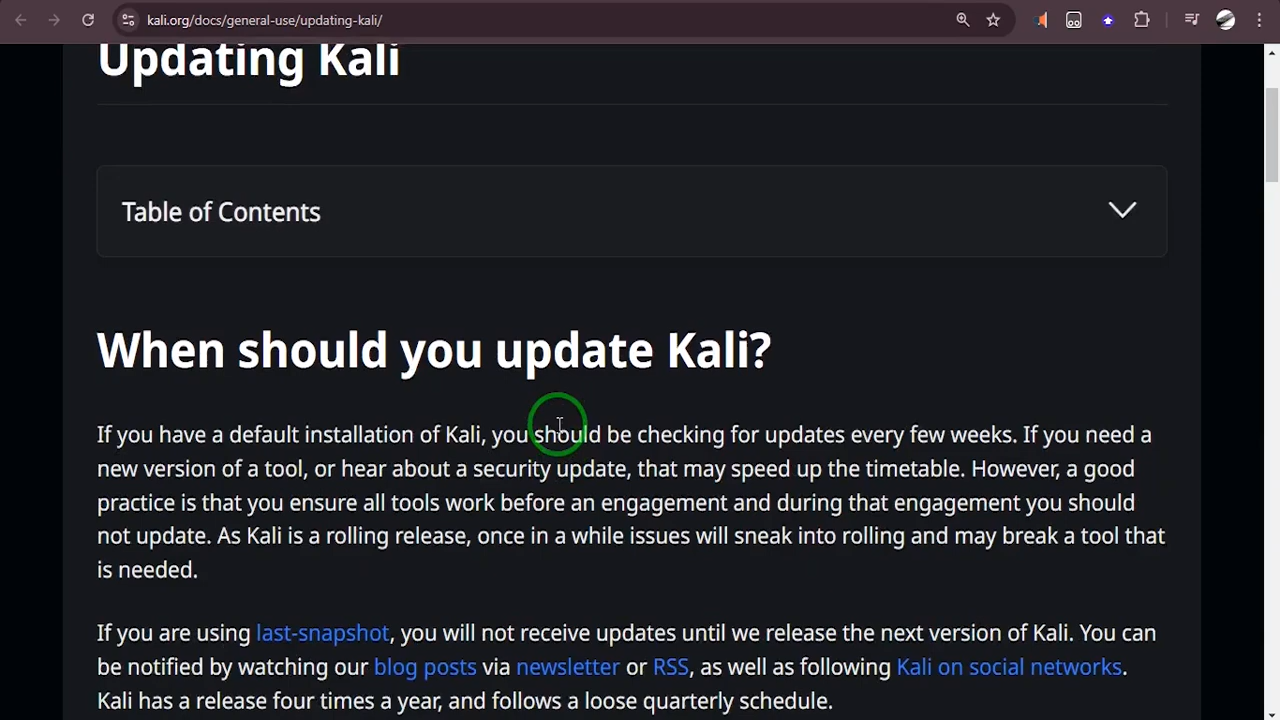 kali.org/docs/general-use/updating-kali/
Updating Kali
Table of Contents
When should you update Kali?
If you have a default installation of Kali, you should be checking for updates every few weeks. If you need a
new version of a tool, or hear about a security update, that may speed up the timetable. However, a good
practice is that you ensure all tools work before an engagement and during that engagement you should
not update. As Kali is a rolling release, once in a while issues will sneak into rolling and may break a tool that
is needed.
If you are using last-snapshot, you will not receive updates until we release the next version of Kali. You can
be notified by watching our blog posts via newsletter or RSS, as well as following Kali on social networks.
Kali has a release four times a year, and follows a loose quarterly schedule.